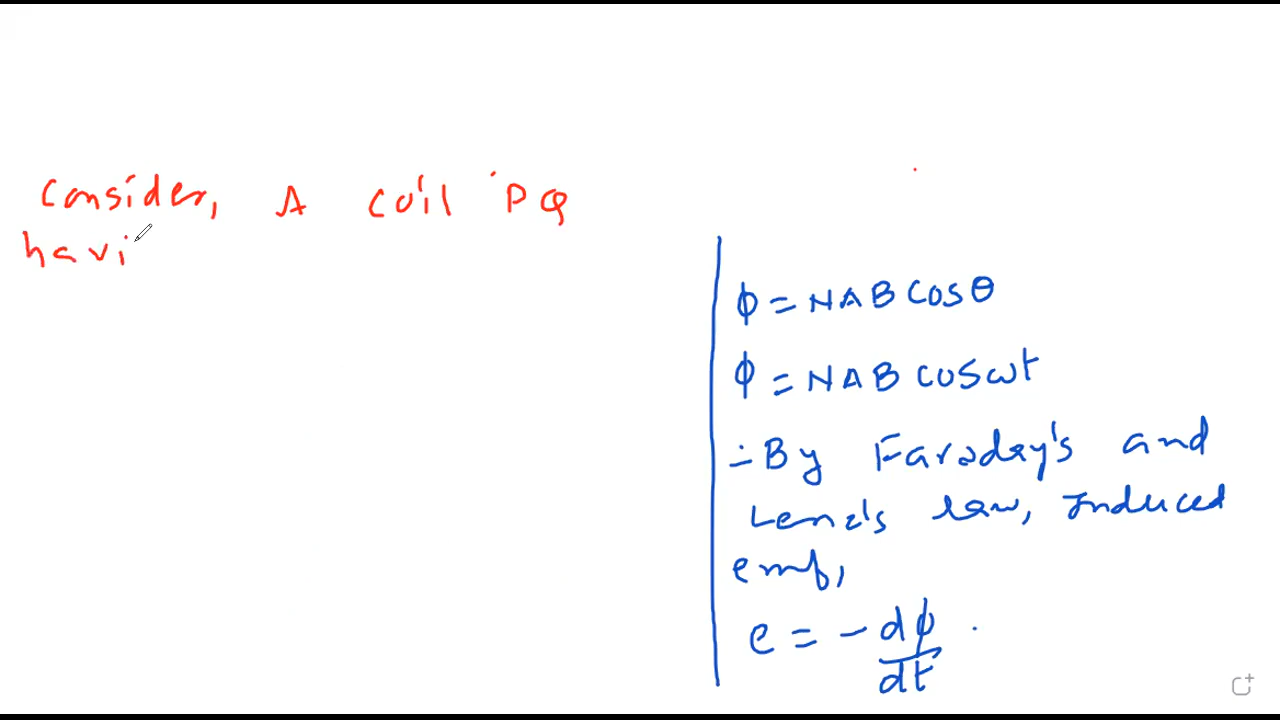 Consider, A coil PQ
havi
ϕ = NAB cosθ
ϕ = NAB cosωt
∴ By Faraday's and
Lenz's law, Induced
emf,
e = - dϕ/dt